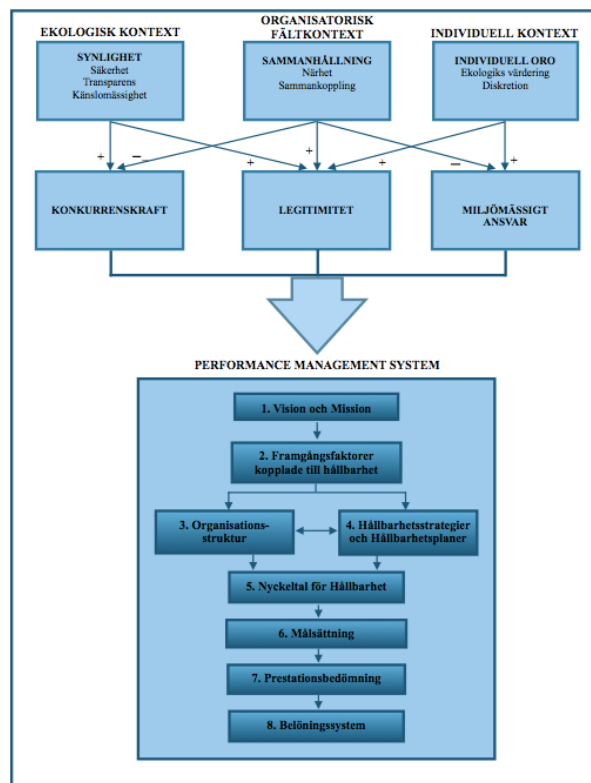 EKOLOGISK KONTEXT
ORGANISATORISK
FÄLTKONTEXT
INDIVIDUELL KONTEXT
SYNLIGHET
Säkerhet
Transparens
Känslomässighet
SAMMANHÅLLNING
Närhet
Sammankoppling
INDIVIDUELL ORO
Ekologiks värdering
Diskretion
+
–
+
+
+
–
+
KONKURRENSKRAFT
LEGITIMITET
MILJÖMÄSSIGT
ANSVAR
PERFORMANCE MANAGEMENT SYSTEM
1. Vision och Mission
2. Framgångsfaktorer
kopplade till hållbarhet
3. Organisations-
struktur
4. Hållbarhetsstrategier
och Hållbarhetsplaner
5. Nyckeltal för Hållbarhet
6. Målsättning
7. Prestationsbedömning
8. Belöningssystem